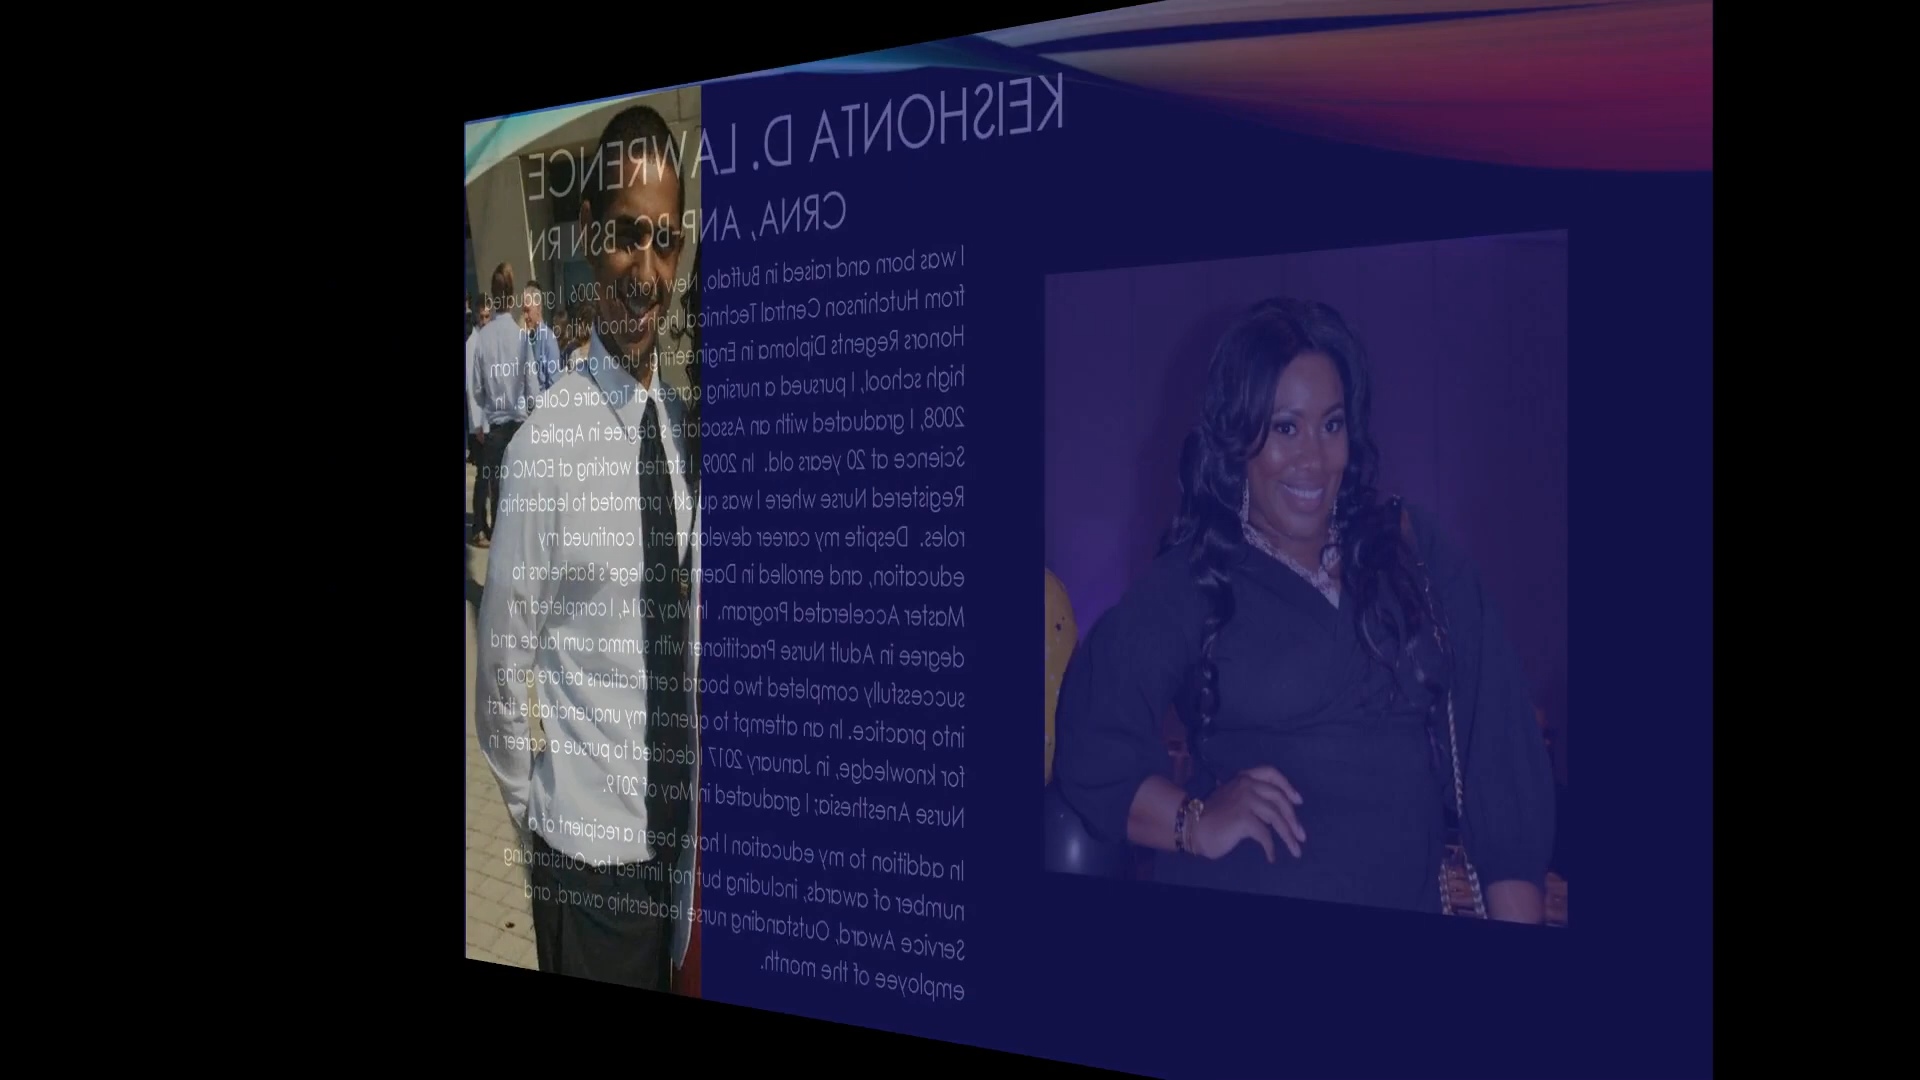 KEISHONTA D. LAWRENCE
CRNA, ANP-BC, BSN RN
I was born and raised in Buffalo, New York. In 2006, I graduated
from Hutchinson Central Technical high school with a High
Honors Regents Diploma in Engineering. Upon graduation from
high school, I pursued a nursing career at Trocaire College. In
2008, I graduated with an Associate's degree in Applied
Science at 20 years old. In 2009, I started working at ECMC as a
Registered Nurse where I was quickly promoted to leadership
roles. Despite my career development, I continued my
education, and enrolled in Daemen College's Bachelors to
Master Accelerated Program. In May 2014, I completed my
degree in Adult Nurse Practitioner with summa cum laude and
successfully completed two board certifications before going
into practice. In an attempt to quench my unquenchable thirst
for knowledge, in January 2017 I decided to pursue a career in
Nurse Anesthesia; I graduated in May of 2019.
In addition to my education I have been a recipient of a
number of awards, including but not limited to: Outstanding
Service Award, Outstanding nurse leadership award, and
employee of the month.